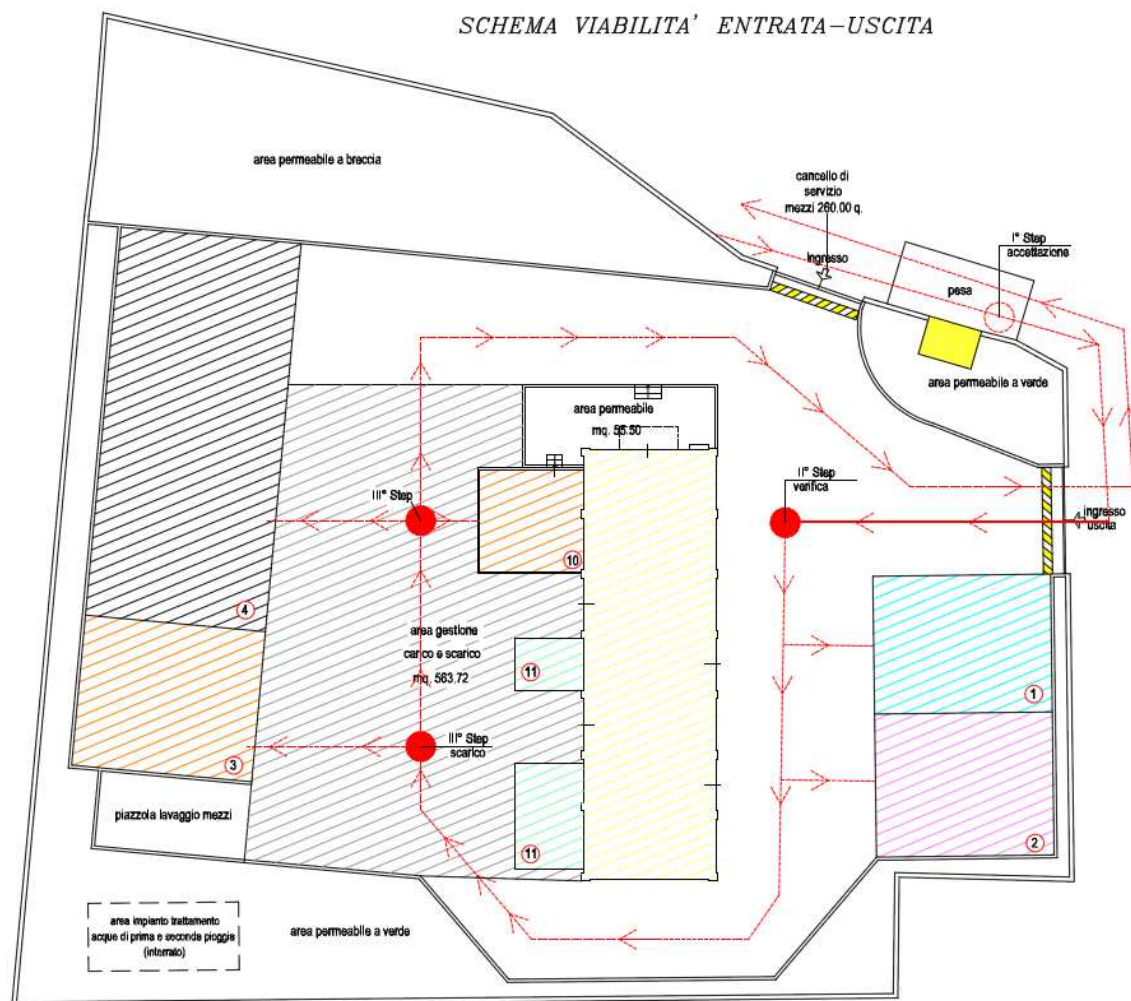 SCHEMA VIABILITA' ENTRATA-USCITA
area permeabile a breccia
cancello di
servizio
mezzi 260.00 q.
ingresso
I° Step
accettazione
pesa
area permeabile a verde
area permeabile
mq. 55.50
II° Step
verifica
III° Step
ingresso
uscita
10
4
area gestione
carico e scarico
mq. 563.72
11
1
III° Step
scarico
3
piazzola lavaggio mezzi
11
2
area impianto trattamento
acque di prima e seconda pioggia
(interrato)
area permeabile a verde